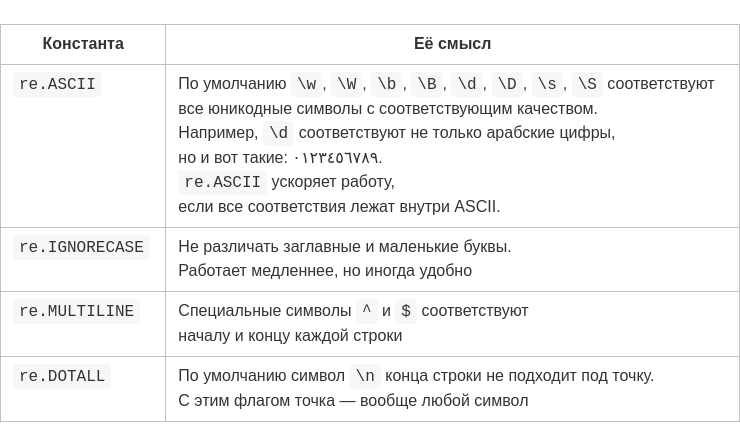 Константа Её смысл
re.ASCII По умолчанию \w, \W, \b, \B, \d, \D, \s, \S соответствуют
все юникодные символы с соответствующим качеством.
Например, \d соответствуют не только арабские цифры,
но и вот такие: ٠١٢٣٤٥٦٧٨٩.
re.ASCII ускоряет работу,
если все соответствия лежат внутри ASCII.
re.IGNORECASE Не различать заглавные и маленькие буквы.
Работает медленнее, но иногда удобно
re.MULTILINE Специальные символы ^ и $ соответствуют
началу и концу каждой строки
re.DOTALL По умолчанию символ \n конца строки не подходит под точку.
С этим флагом точка — вообще любой символ